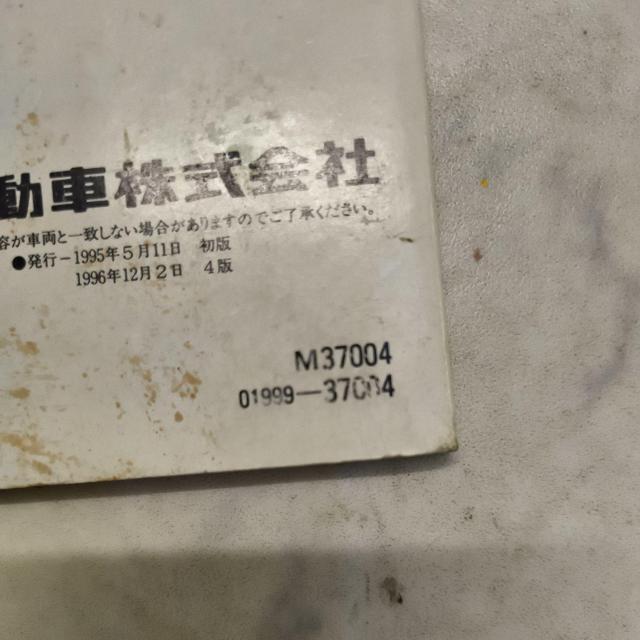 動車株式会社
容が車両と一致しない場合がありますのでご了承ください。
●発行−1995年5月11日 初版
1996年12月2日 4版
M37004
01999−37004